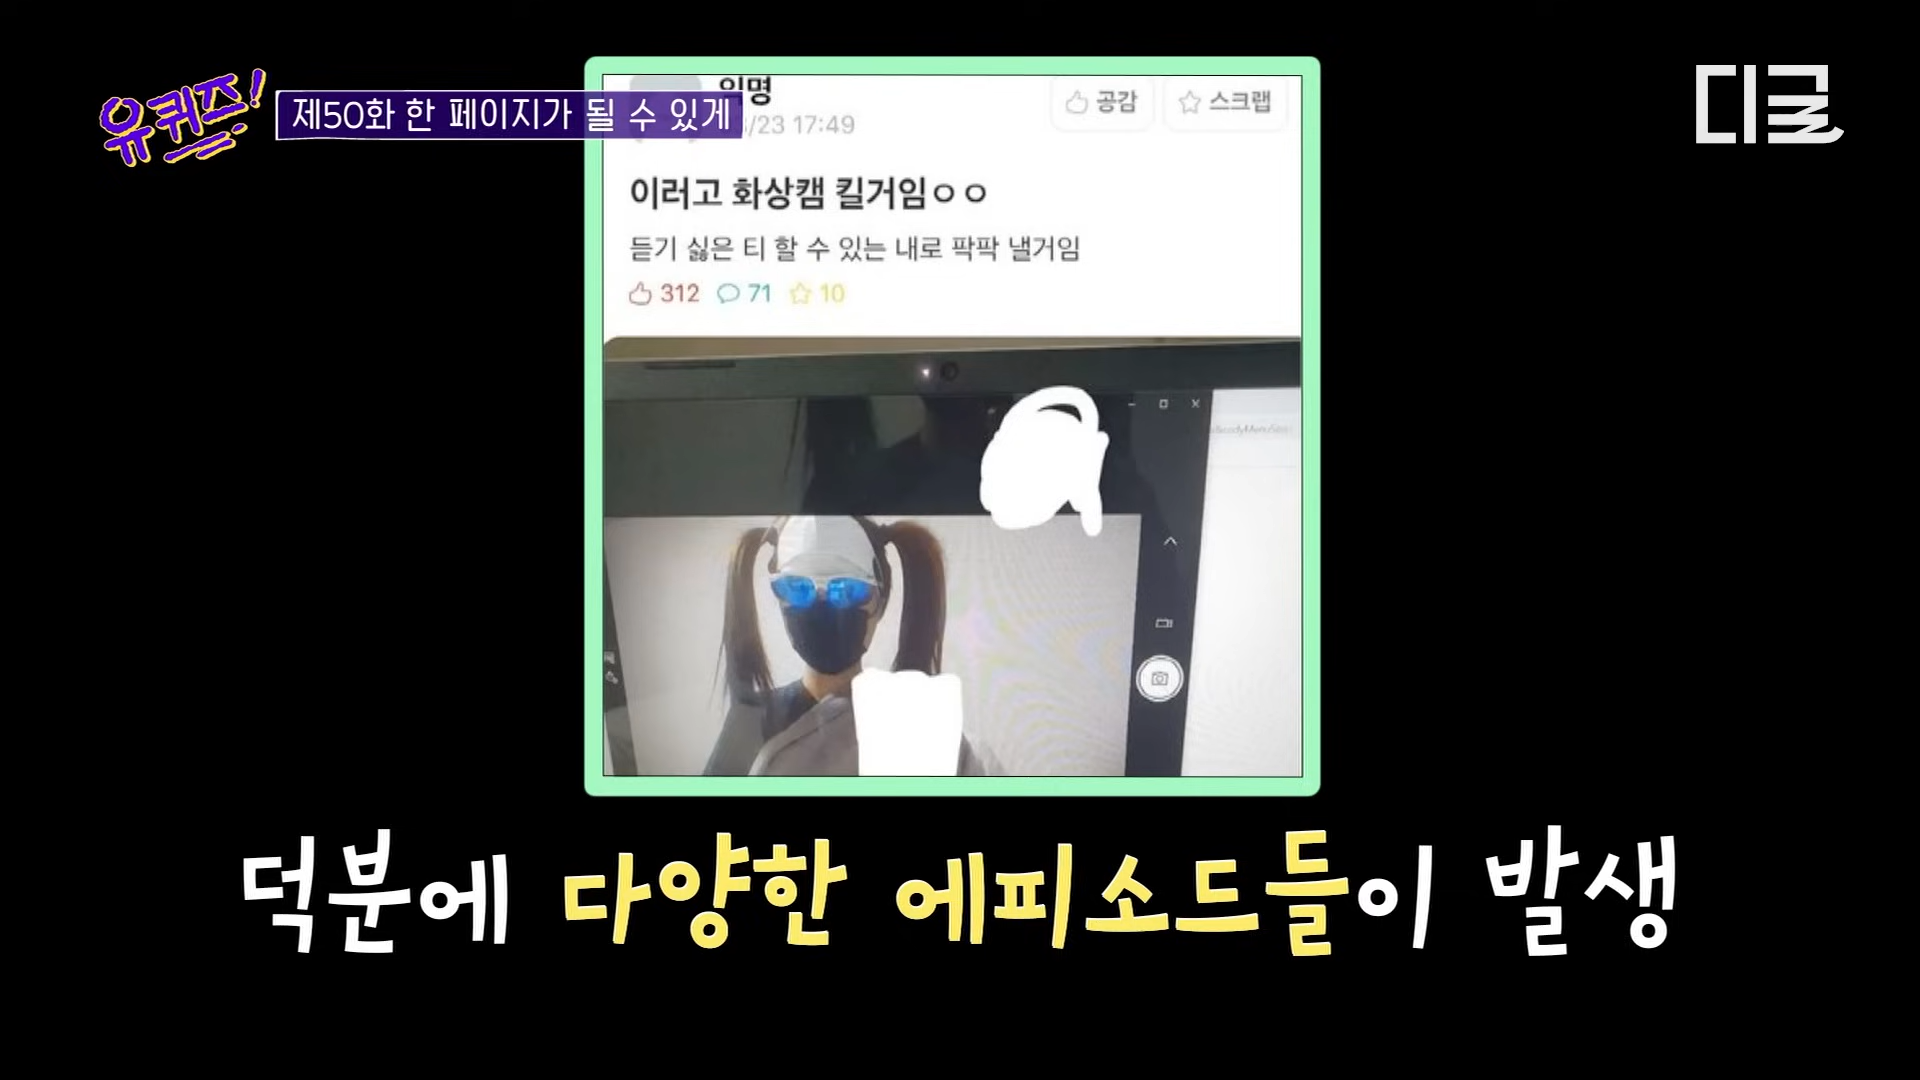 유퀴즈!
제50화 한 페이지가 될 수 있게
디글
익명
/23 17:49
공감
스크랩
이러고 화상캠 킬거임ㅇㅇ
듣기 싫은 티 할 수 있는 내로 팍팍 낼거임
312 71 10
덕분에 다양한 에피소드들이 발생